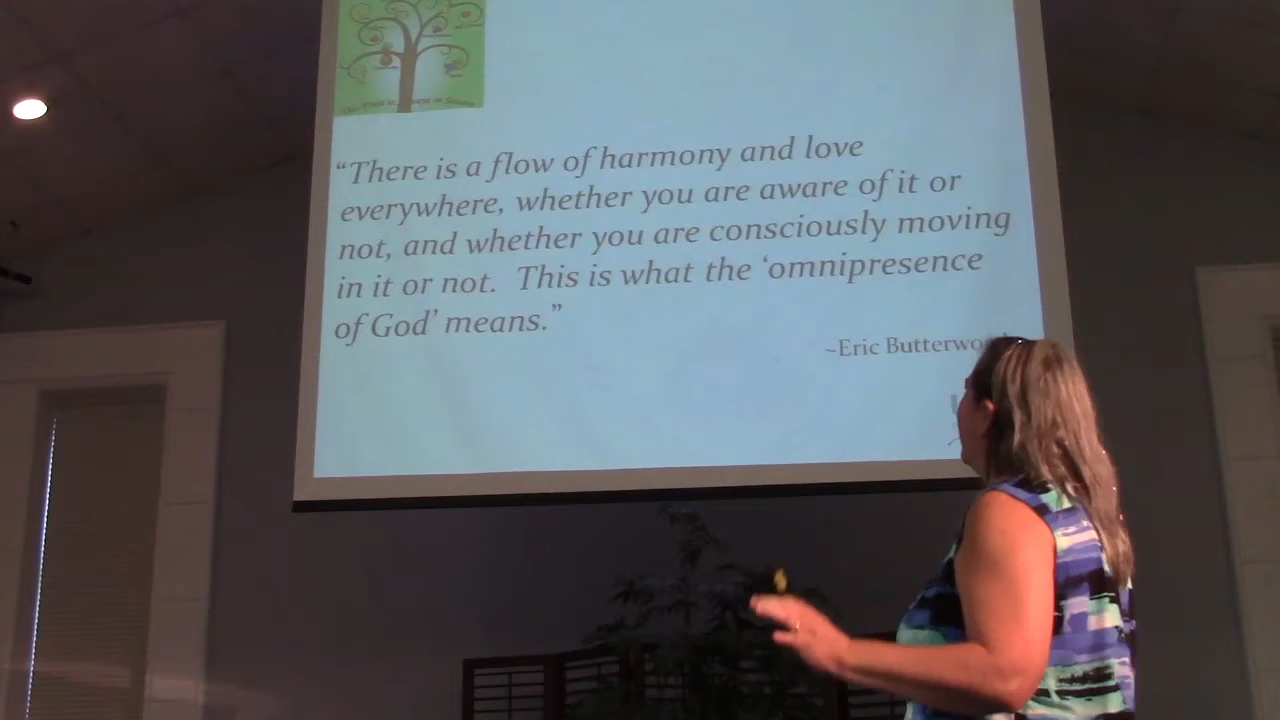 “There is a flow of harmony and love
everywhere, whether you are aware of it or
not, and whether you are consciously moving
in it or not.  This is what the ‘omnipresence
of God’ means.”
~Eric